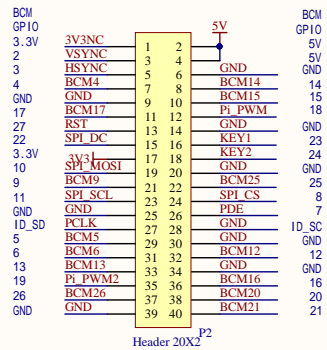 BCM BCM
GPIO 5V GPIO
3.3V 3V3NC 1 2 5V
2 VSYNC 3 4 5V
3 HSYNC 5 6 GND GND
4 BCM4 7 8 BCM14 14
GND GND 9 10 BCM15 15
17 BCM17 11 12 Pi_PWM 18
27 RST 13 14 GND GND
22 SPI_DC 15 16 KEY1 23
3.3V 3V31 17 18 KEY2 24
10 SPI_MOSI 19 20 GND GND
9 BCM9 21 22 BCM25 25
11 SPI_SCL 23 24 SPI_CS 8
GND GND 25 26 PDE 7
ID_SD PCLK 27 28 GND ID_SC
5 BCM5 29 30 GND GND
6 BCM6 31 32 BCM12 12
13 BCM13 33 34 GND GND
19 Pi_PWM2 35 36 BCM16 16
26 BCM26 37 38 BCM20 20
GND GND 39 40 BCM21 21
P2
Header 20X2